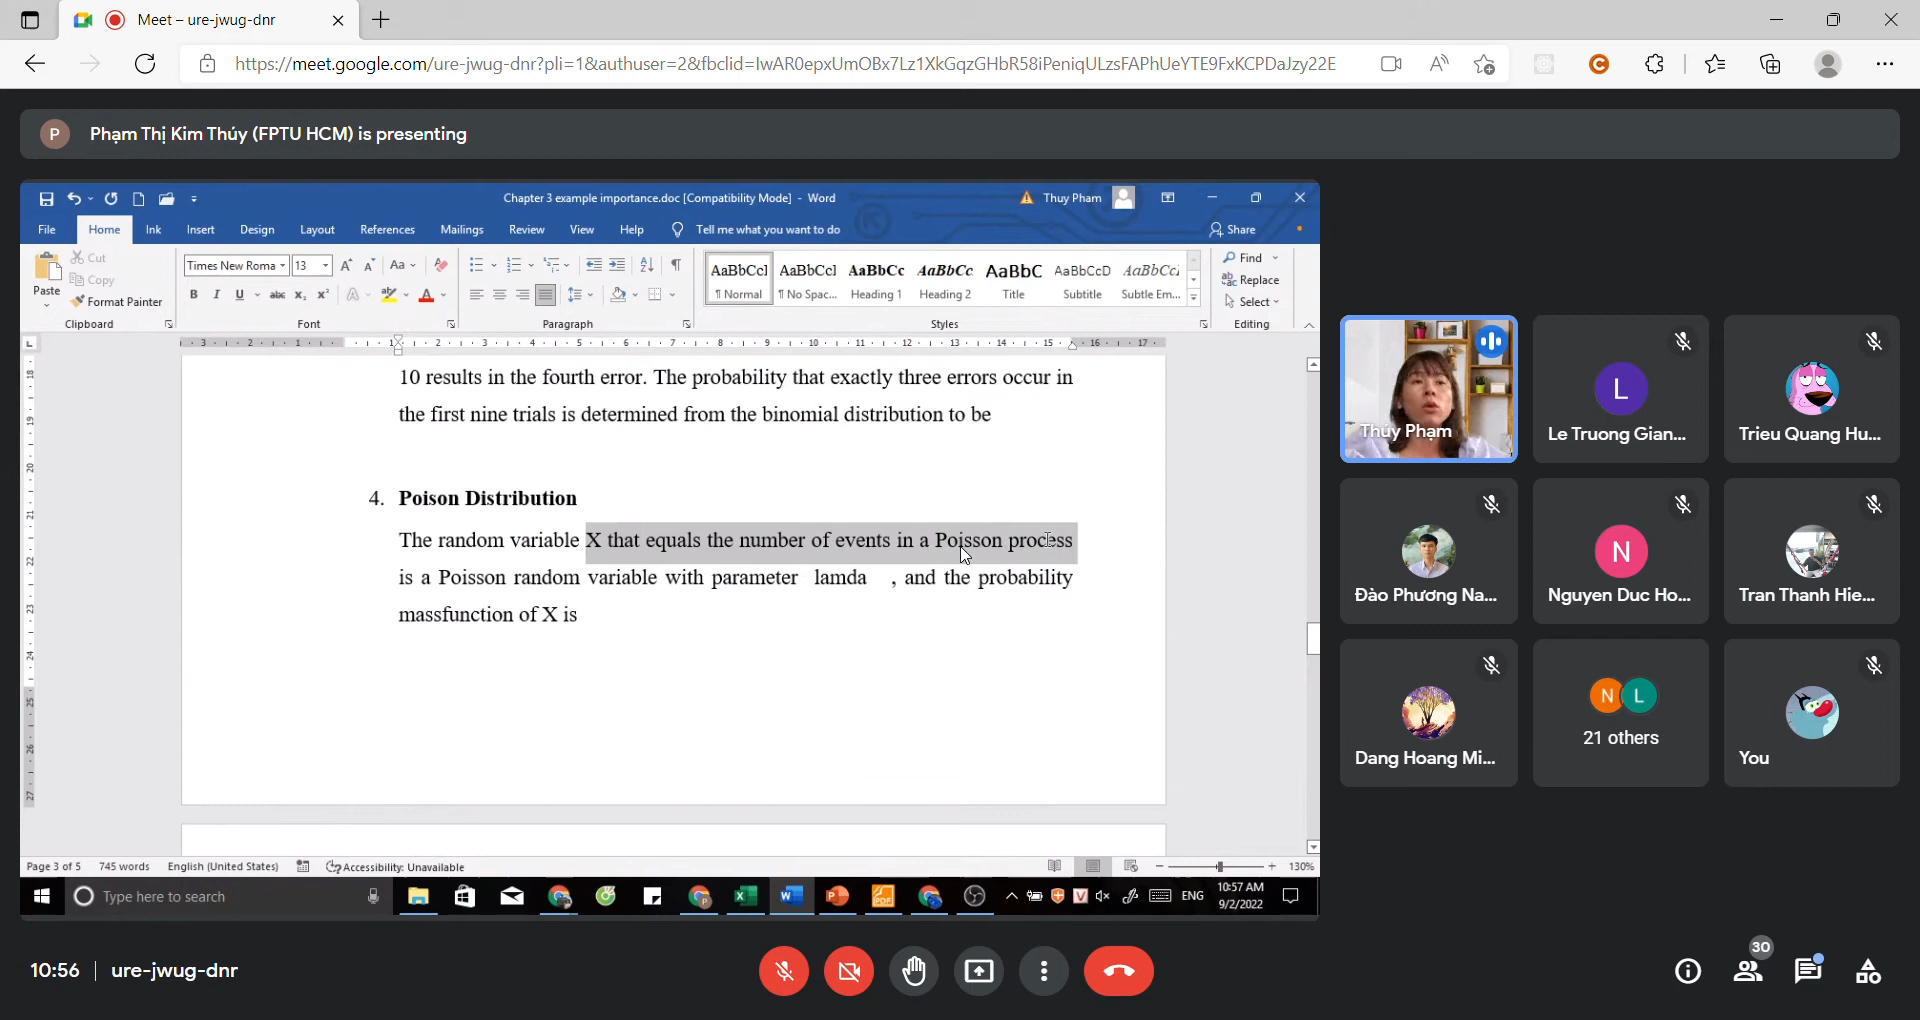 Meet – ure-jwug-dnr
https://meet.google.com/ure-jwug-dnr?pli=1&authuser=2&fbclid=IwAR0epxUmOBx7Lz1XkGqzGHbR58iPeniqULzsFAPhUeYTE9FxKCPDaJzy22E
P Phạm Thị Kim Thúy (FPTU HCM) is presenting
Chapter 3 example importance.doc [Compatibility Mode] - Word
Thuy Pham
File Home Ink Insert Design Layout References Mailings Review View Help Tell me what you want to do Share
Paste
Cut
Copy
Format Painter
Clipboard
Times New Roma 13
Font
Paragraph
AaBbCcI AaBbCcI AaBbCc AaBbCc AaBbC AaBbCcD AaBbCc
¶ Normal ¶ No Spac... Heading 1 Heading 2 Title Subtitle Subtle Em...
Styles
Find
Replace
Select
Editing
10 results in the fourth error. The probability that exactly three errors occur in
the first nine trials is determined from the binomial distribution to be
4. Poison Distribution
The random variable X that equals the number of events in a Poisson process
is a Poisson random variable with parameter lamda , and the probability
massfunction of X is
Page 3 of 5 745 words English (United States) Accessibility: Unavailable 130%
Type here to search
ENG
10:57 AM
9/2/2022
Thúy Phạm
L
Le Truong Gian...
Trieu Quang Hu...
Đào Phương Na...
N
Nguyen Duc Ho...
Tran Thanh Hie...
Dang Hoang Mi...
N L
21 others
You
10:56 | ure-jwug-dnr
30